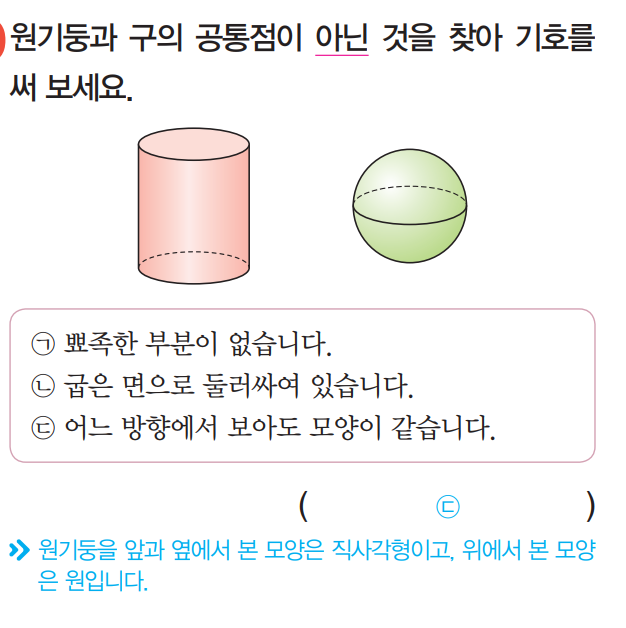 원기둥과 구의 공통점이 아닌 것을 찾아 기호를
써 보세요.
㉠ 뾰족한 부분이 없습니다.
㉡ 굽은 면으로 둘러싸여 있습니다.
㉢ 어느 방향에서 보아도 모양이 같습니다.
( ㉢ )
원기둥을 앞과 옆에서 본 모양은 직사각형이고, 위에서 본 모양
은 원입니다.